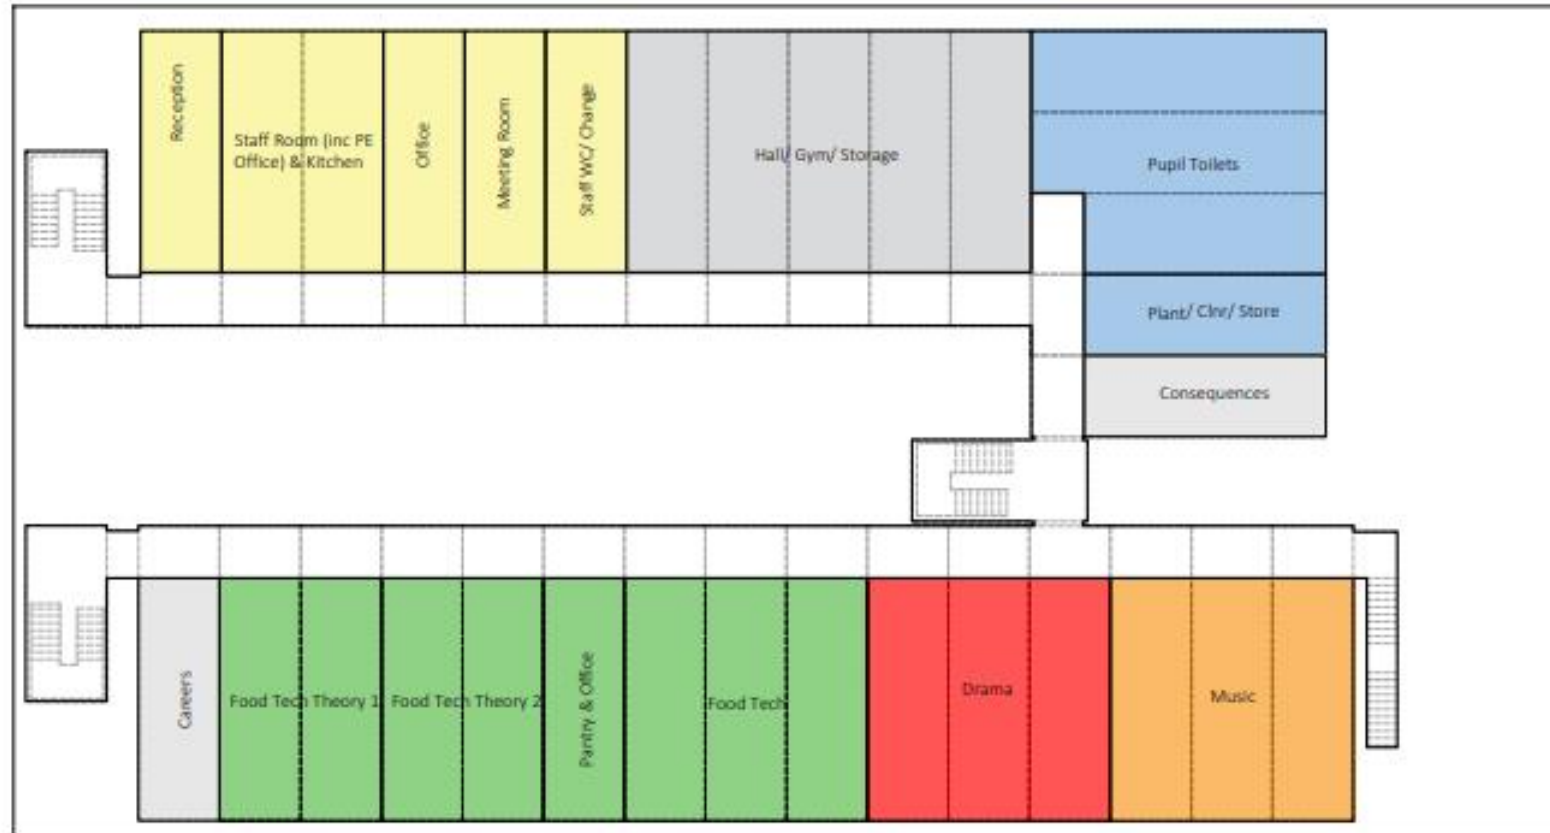 Reception
Staff Room (inc PE
Office) & Kitchen
Office
Meeting Room
Staff WC/ Change
Hall/ Gym/ Storage
Pupil Toilets
Plant/ Clnr/ Store
Consequences
Careers
Food Tech Theory 1
Food Tech Theory 2
Pantry & Office
Food Tech
Drama
Music